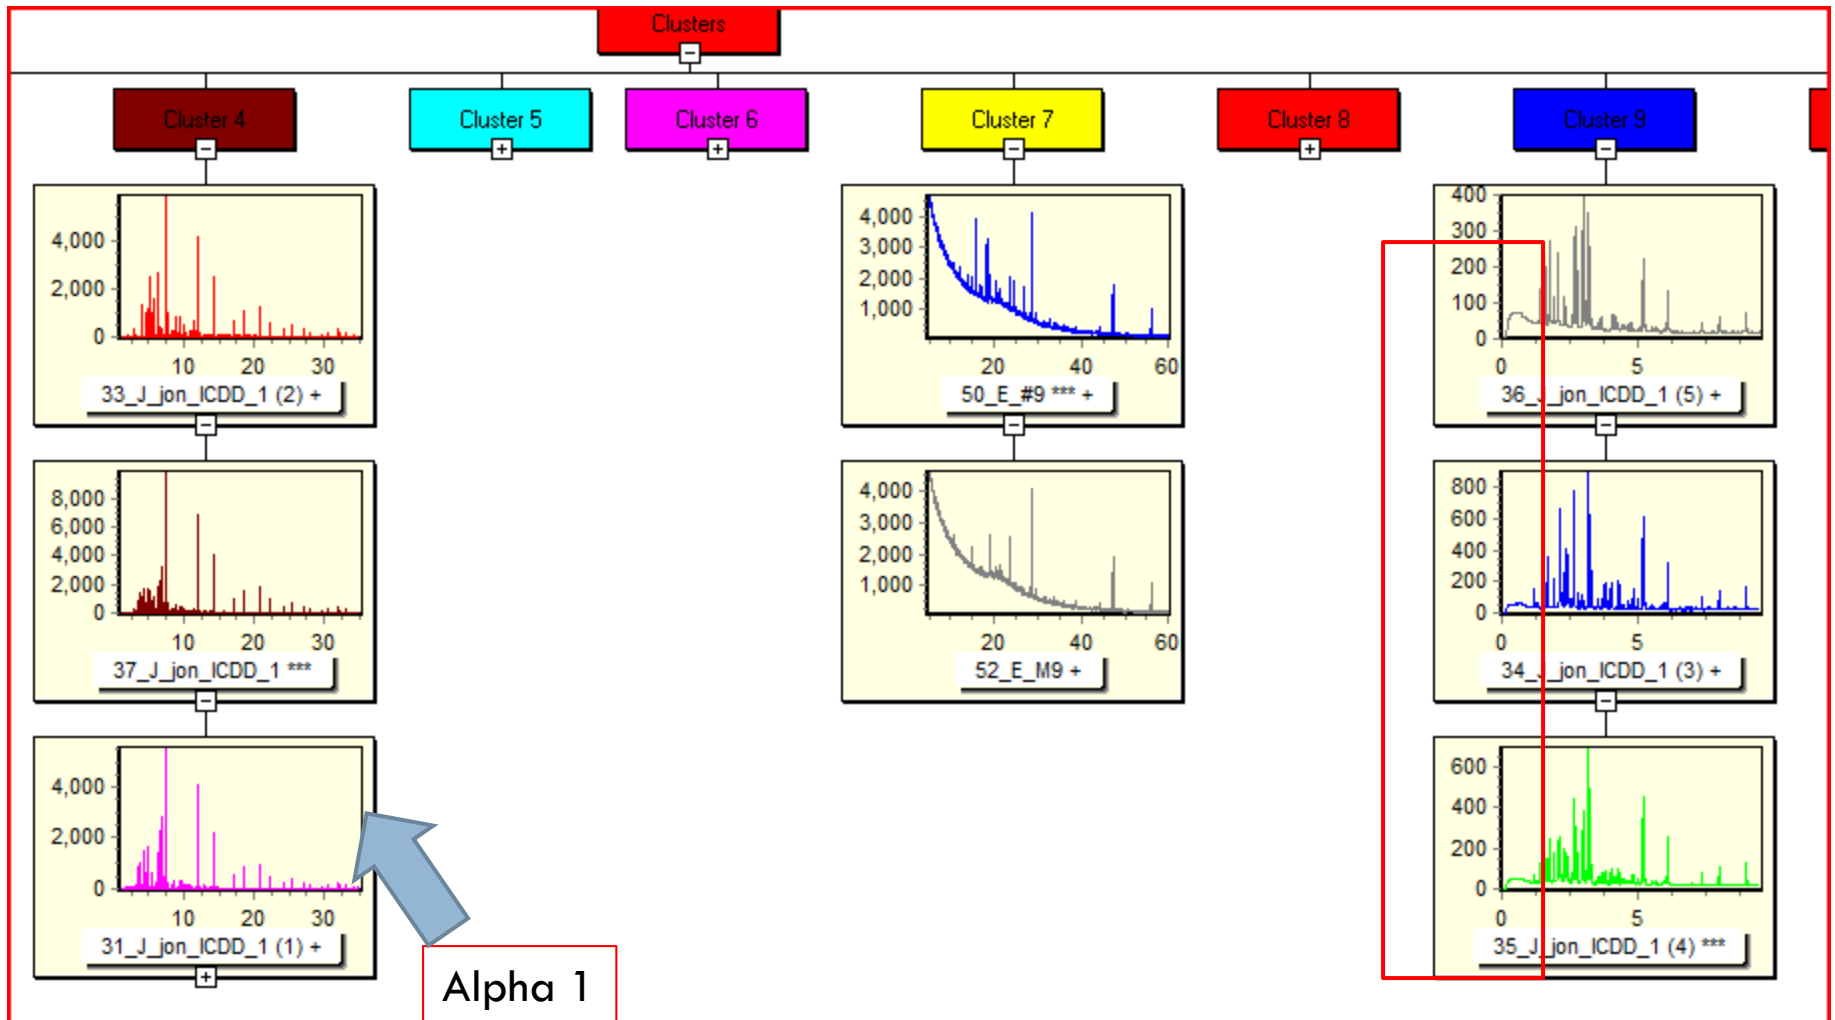 Clusters
Cluster 4
Cluster 5
Cluster 6
Cluster 7
Cluster 8
Cluster 9
4,000
2,000
0
10 20 30
33_J_jon_ICDD_1 (2) +
8,000
6,000
4,000
2,000
0
10 20 30
37_J_jon_ICDD_1 ***
4,000
2,000
0
10 20 30
31_J_jon_ICDD_1 (1) +
Alpha 1
4,000
3,000
2,000
1,000
20 40 60
50_E_#9 *** +
4,000
3,000
2,000
1,000
20 40 60
52_E_M9 +
400
300
200
100
0
0 5
36_J_jon_ICDD_1 (5) +
800
600
400
200
0
0 5
34_J_jon_ICDD_1 (3) +
600
400
200
0
0 5
35_J_jon_ICDD_1 (4) ***